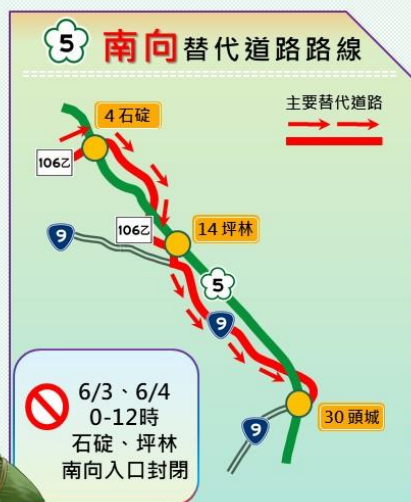 5 南向替代道路路線
主要替代道路
4 石碇
106乙
106乙
14 坪林
9
5
9
6/3、6/4
0-12時
石碇、坪林
南向入口封閉
30 頭城
9